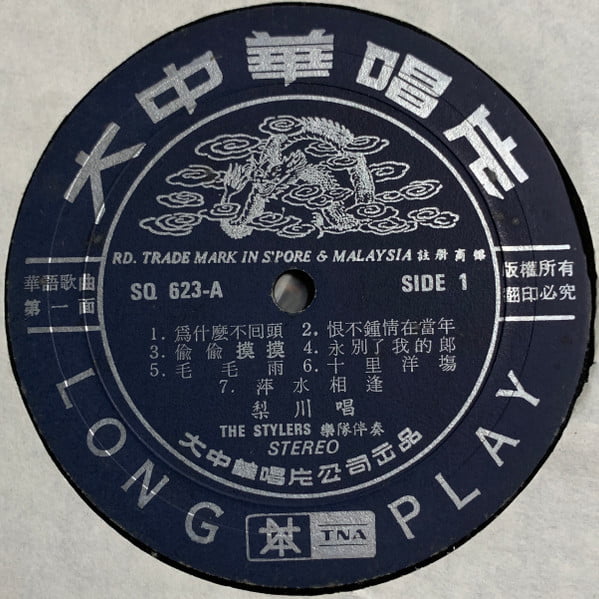 大中華唱片
RD. TRADE MARK IN S'PORE & MALAYSIA 註册商標
SQ 623-A
SIDE 1
華語歌曲
第一面
版權所有
翻印必究
1. 爲什麼不回頭 2. 恨不鍾情在當年
3. 偷偷摸摸 4. 永別了我的郎
5. 毛毛雨 6. 十里洋塲
7. 萍水相逢
梨川唱
THE STYLERS 樂隊伴奏
STEREO
大中華唱片公司出品
LONG PLAY
TNA